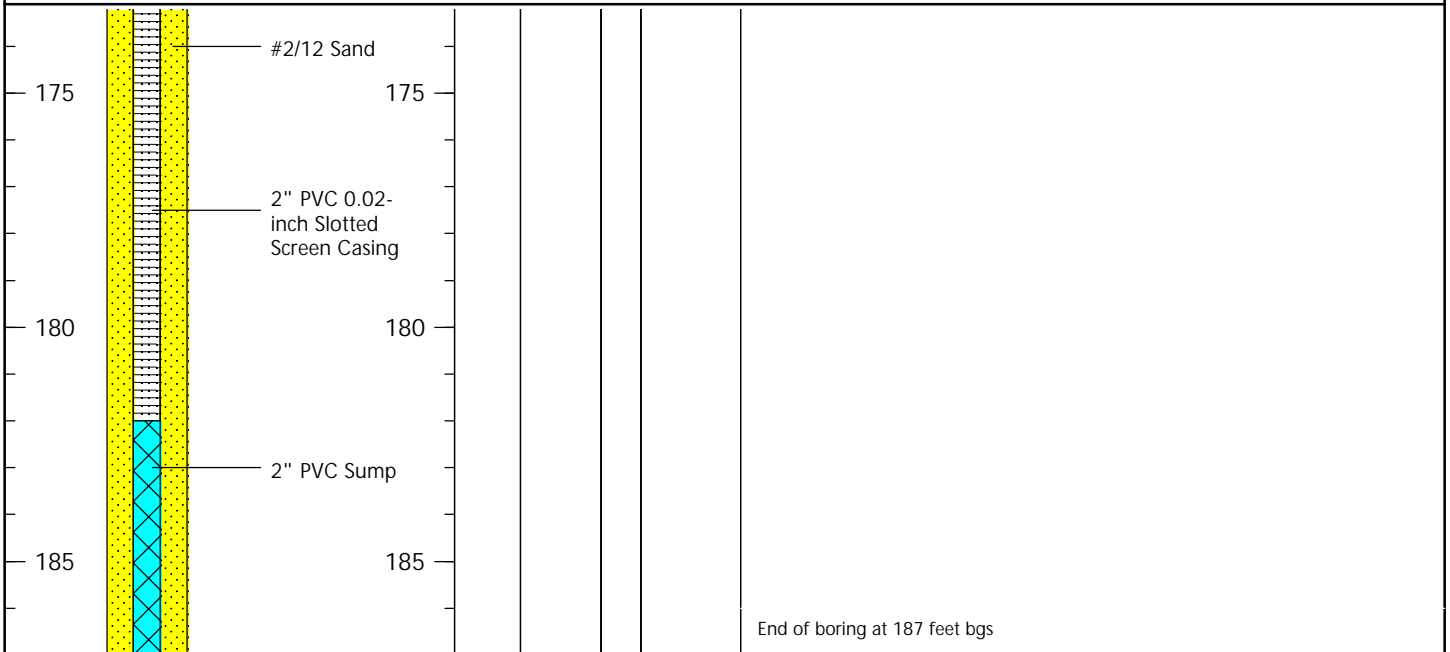 #2/12 Sand
175
175
2" PVC 0.02-
inch Slotted
Screen Casing
180
180
2" PVC Sump
185
185
End of boring at 187 feet bgs